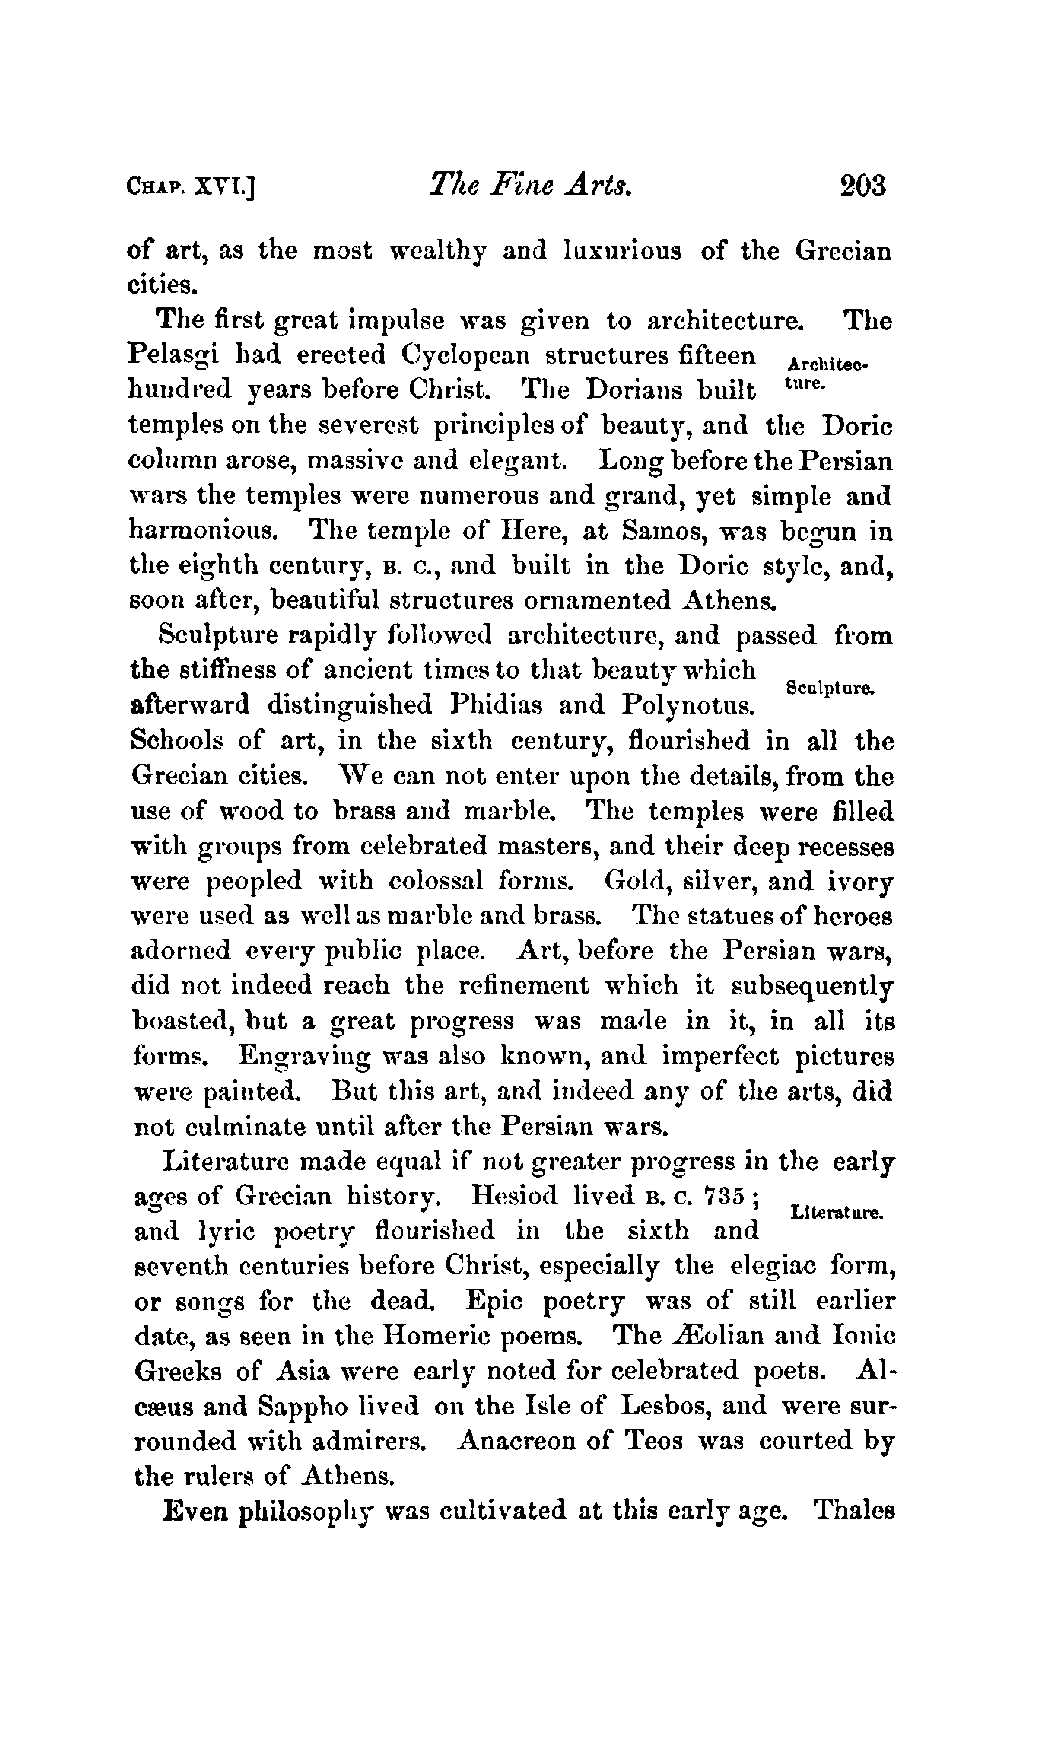 CHAP. XVI.] The Fine Arts. 203
of art, as the most wealthy and luxurious of the Grecian
cities.
The first great impulse was given to architecture. The
Pelasgi had erected Cyclopean structures fifteen
Architec-
hundred years before Christ. The Dorians built
ture.
temples on the severest principles of beauty, and the Doric
column arose, massive and elegant. Long before the Persian
wars the temples were numerous and grand, yet simple and
harmonious. The temple of Here, at Samos, was begun in
the eighth century, B. C., and built in the Doric style, and,
soon after, beautiful structures ornamented Athens.
Sculpture rapidly followed architecture, and passed from
the stiffness of ancient times to that beauty which
Sculpture.
afterward distinguished Phidias and Polynotus.
Schools of art, in the sixth century, flourished in all the
Grecian cities. We can not enter upon the details, from the
use of wood to brass and marble. The temples were filled
with groups from celebrated masters, and their deep recesses
were peopled with colossal forms. Gold, silver, and ivory
were used as well as marble and brass. The statues of heroes
adorned every public place. Art, before the Persian wars,
did not indeed reach the refinement which it subsequently
boasted, but a great progress was made in it, in all its
forms. Engraving was also known, and imperfect pictures
were painted. But this art, and indeed any of the arts, did
not culminate until after the Persian wars.
Literature made equal if not greater progress in the early
ages of Grecian history. Hesiod lived B. C. 735;
Literature.
and lyric poetry flourished in the sixth and
seventh centuries before Christ, especially the elegiac form,
or songs for the dead. Epic poetry was of still earlier
date, as seen in the Homeric poems. The Æolian and Ionic
Greeks of Asia were early noted for celebrated poets. Al-
cæus and Sappho lived on the Isle of Lesbos, and were sur-
rounded with admirers. Anacreon of Teos was courted by
the rulers of Athens.
Even philosophy was cultivated at this early age. Thales